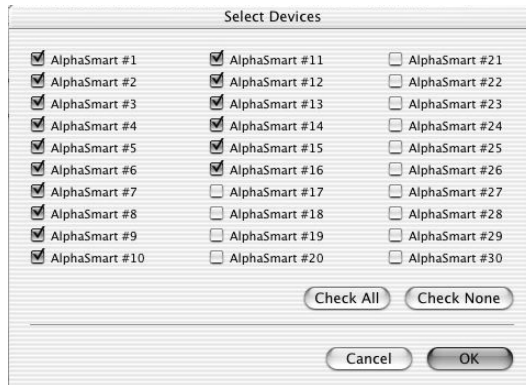 Select Devices
AlphaSmart #1 AlphaSmart #11 AlphaSmart #21
AlphaSmart #2 AlphaSmart #12 AlphaSmart #22
AlphaSmart #3 AlphaSmart #13 AlphaSmart #23
AlphaSmart #4 AlphaSmart #14 AlphaSmart #24
AlphaSmart #5 AlphaSmart #15 AlphaSmart #25
AlphaSmart #6 AlphaSmart #16 AlphaSmart #26
AlphaSmart #7 AlphaSmart #17 AlphaSmart #27
AlphaSmart #8 AlphaSmart #18 AlphaSmart #28
AlphaSmart #9 AlphaSmart #19 AlphaSmart #29
AlphaSmart #10 AlphaSmart #20 AlphaSmart #30
Check All Check None
Cancel OK